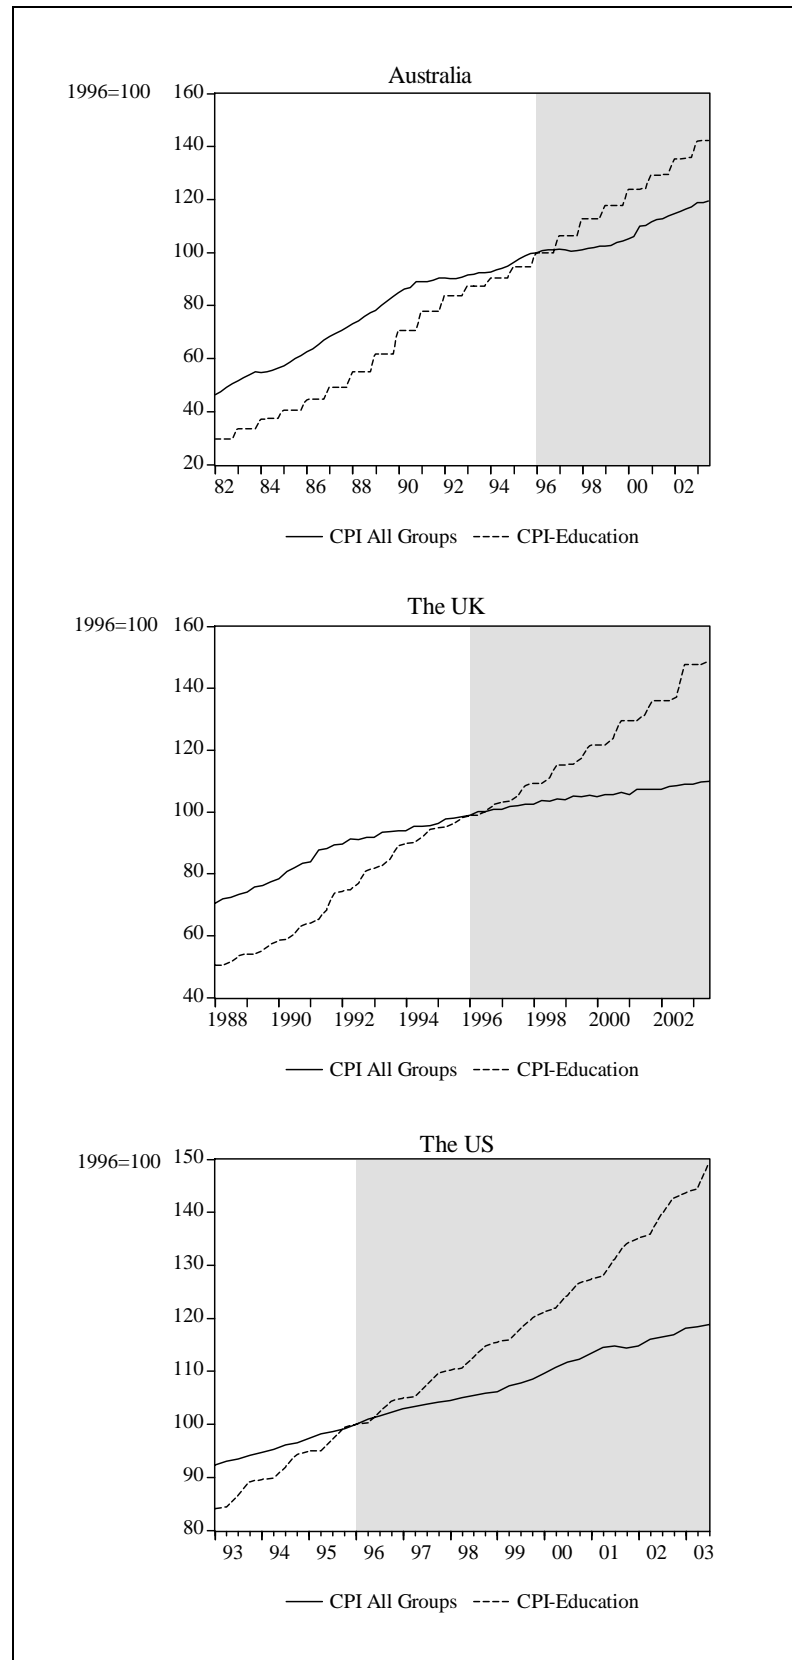 Australia
1996=100
160
140
120
100
80
60
40
20
82 84 86 88 90 92 94 96 98 00 02
CPI All Groups CPI-Education
The UK
1996=100
160
140
120
100
80
60
40
1988 1990 1992 1994 1996 1998 2000 2002
CPI All Groups CPI-Education
The US
1996=100
150
140
130
120
110
100
90
80
93 94 95 96 97 98 99 00 01 02 03
CPI All Groups CPI-Education